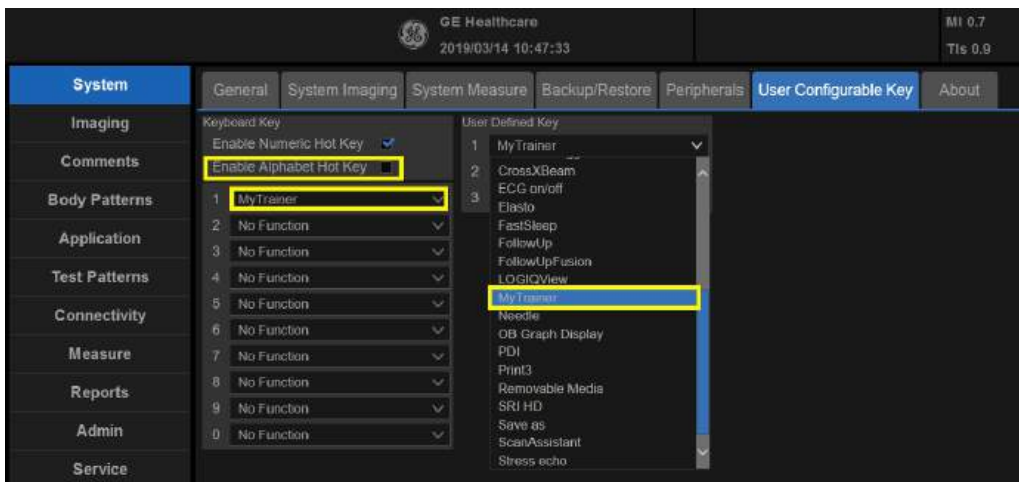 GE Healthcare
2019/03/14 10:47:33
MI 0.7
TIs 0.9
System
Imaging
Comments
Body Patterns
Application
Test Patterns
Connectivity
Measure
Reports
Admin
Service
General System Imaging System Measure Backup/Restore Peripherals User Configurable Key About
Keyboard Key
Enable Numeric Hot Key
Enable Alphabet Hot Key
1 MyTrainer
2 No Function
3 No Function
4 No Function
5 No Function
6 No Function
7 No Function
8 No Function
9 No Function
0 No Function
User Defined Key
1 MyTrainer
2
3
CrossXBeam
ECG on/off
Elasto
FastSleep
FollowUp
FollowUpFusion
LOGIQView
MyTrainer
Needle
OB Graph Display
PDI
Print3
Removable Media
SRI HD
Save as
ScanAssistant
Stress echo